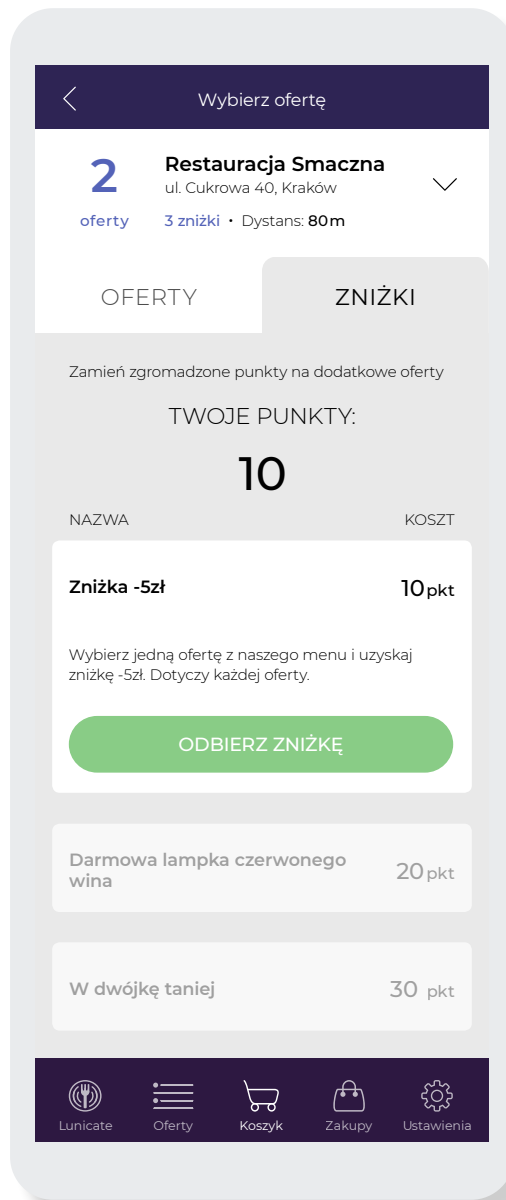 Wybierz ofertę
2
oferty
Restauracja Smaczna
ul. Cukrowa 40, Kraków
3 zniżki • Dystans: 80m
OFERTY
ZNIŻKI
Zamień zgromadzone punkty na dodatkowe oferty
TWOJE PUNKTY:
10
NAZWA
KOSZT
Zniżka -5zł
10pkt
Wybierz jedną ofertę z naszego menu i uzyskaj
zniżkę -5zł. Dotyczy każdej oferty.
ODBIERZ ZNIŻKĘ
Darmowa lampka czerwonego
wina
20pkt
W dwójkę taniej
30 pkt
Lunicate
Oferty
Koszyk
Zakupy
Ustawienia